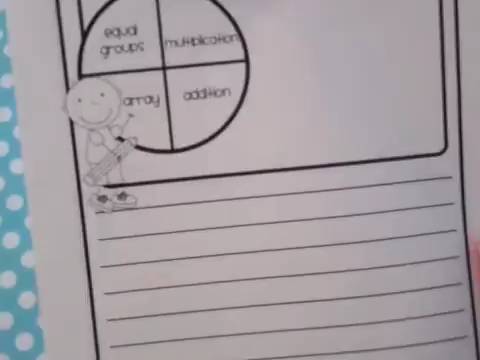 equal
groups
multiplication
array
addition